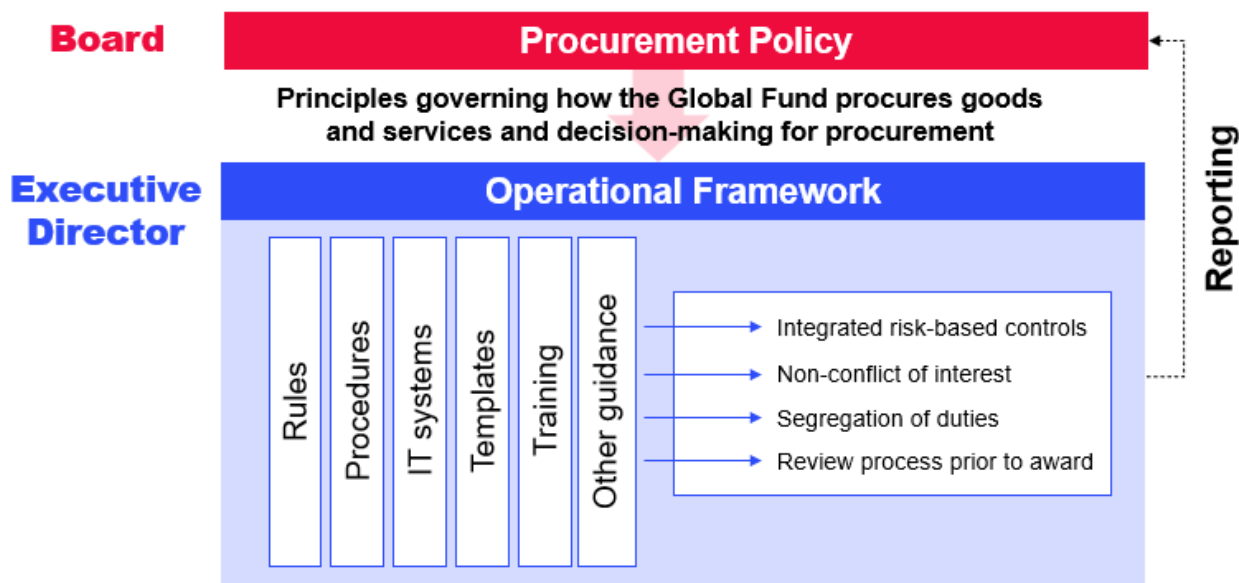 Board
Procurement Policy
Principles governing how the Global Fund procures goods
and services and decision-making for procurement
Executive
Director
Operational Framework
Rules
Procedures
IT systems
Templates
Training
Other guidance
Integrated risk-based controls
Non-conflict of interest
Segregation of duties
Review process prior to award
Reporting